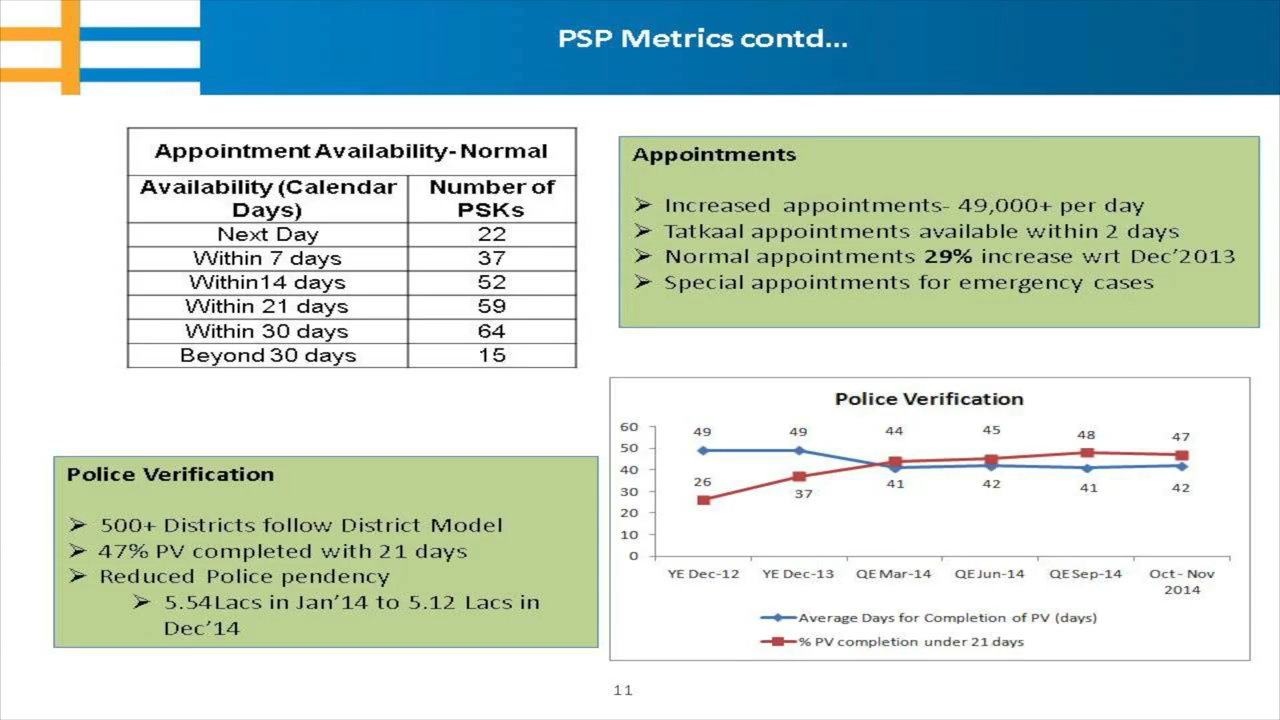 PSP Metrics contd...
Appointment Availability- Normal
Availability (Calendar Days) Number of PSKs
Next Day 22
Within 7 days 37
Within14 days 52
Within 21 days 59
Within 30 days 64
Beyond 30 days 15
Appointments
➢ Increased appointments- 49,000+ per day
➢ Tatkaal appointments available within 2 days
➢ Normal appointments 29% increase wrt Dec'2013
➢ Special appointments for emergency cases
Police Verification
➢ 500+ Districts follow District Model
➢ 47% PV completed with 21 days
➢ Reduced Police pendency
➢ 5.54Lacs in Jan'14 to 5.12 Lacs in
Dec'14
Police Verification
60
50
40
30
20
10
0
49 49 44 45 48 47
26 37 41 42 41 42
YE Dec-12 YE Dec-13 QE Mar-14 QE Jun-14 QE Sep-14 Oct- Nov
2014
Average Days for Completion of PV (days)
% PV completion under 21 days
11